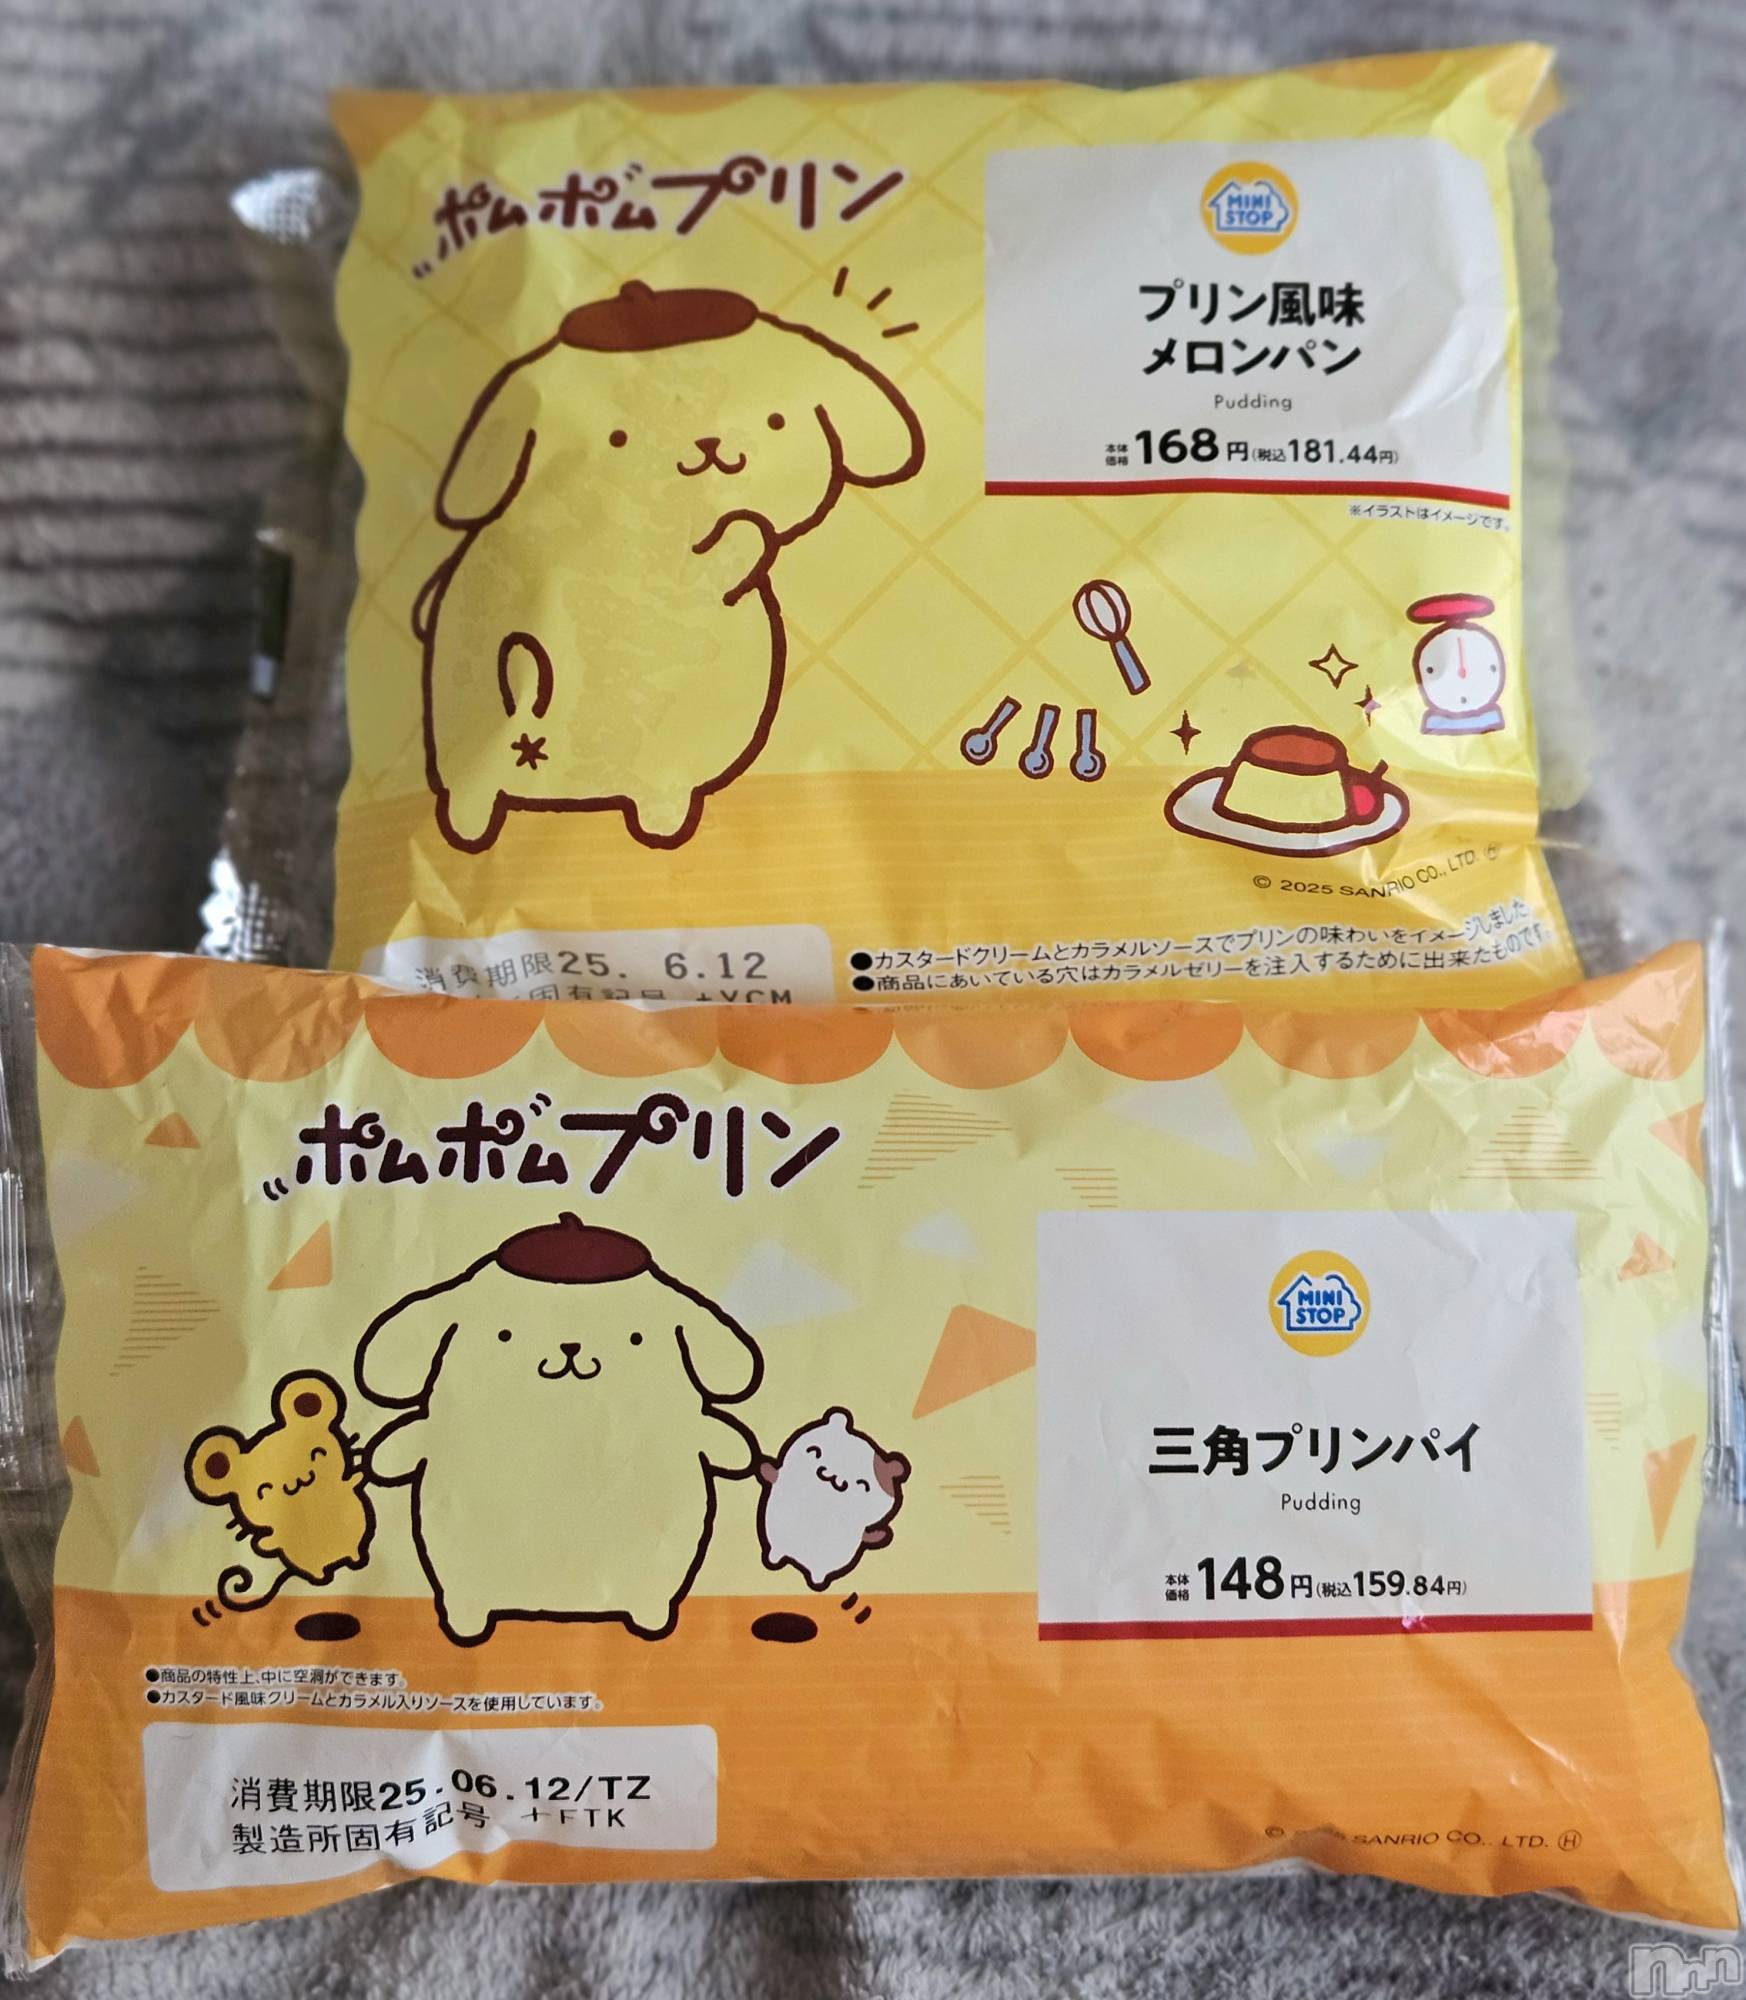 ポムポムプリン
MINI
STOP
プリン風味
メロンパン
Pudding
本体
価格
168円(税込181.44円)
※イラストはイメージです。
© 2025 SANRIO CO., LTD. Ⓗ
消費期限25. 6.12
固有記号 +YCM
●カスタードクリームとカラメルソースでプリンの味わいをイメージしました。
●商品にあいている穴はカラメルゼリーを注入するために出来たものです。
ポムポムプリン
MINI
STOP
三角プリンパイ
Pudding
本体
価格
148円(税込159.84円)
●商品の特性上、中に空洞ができます。
●カスタード風味クリームとカラメル入りソースを使用しています。
消費期限25.06.12/TZ
製造所固有記号 +FTK
© SANRIO CO., LTD. Ⓗ